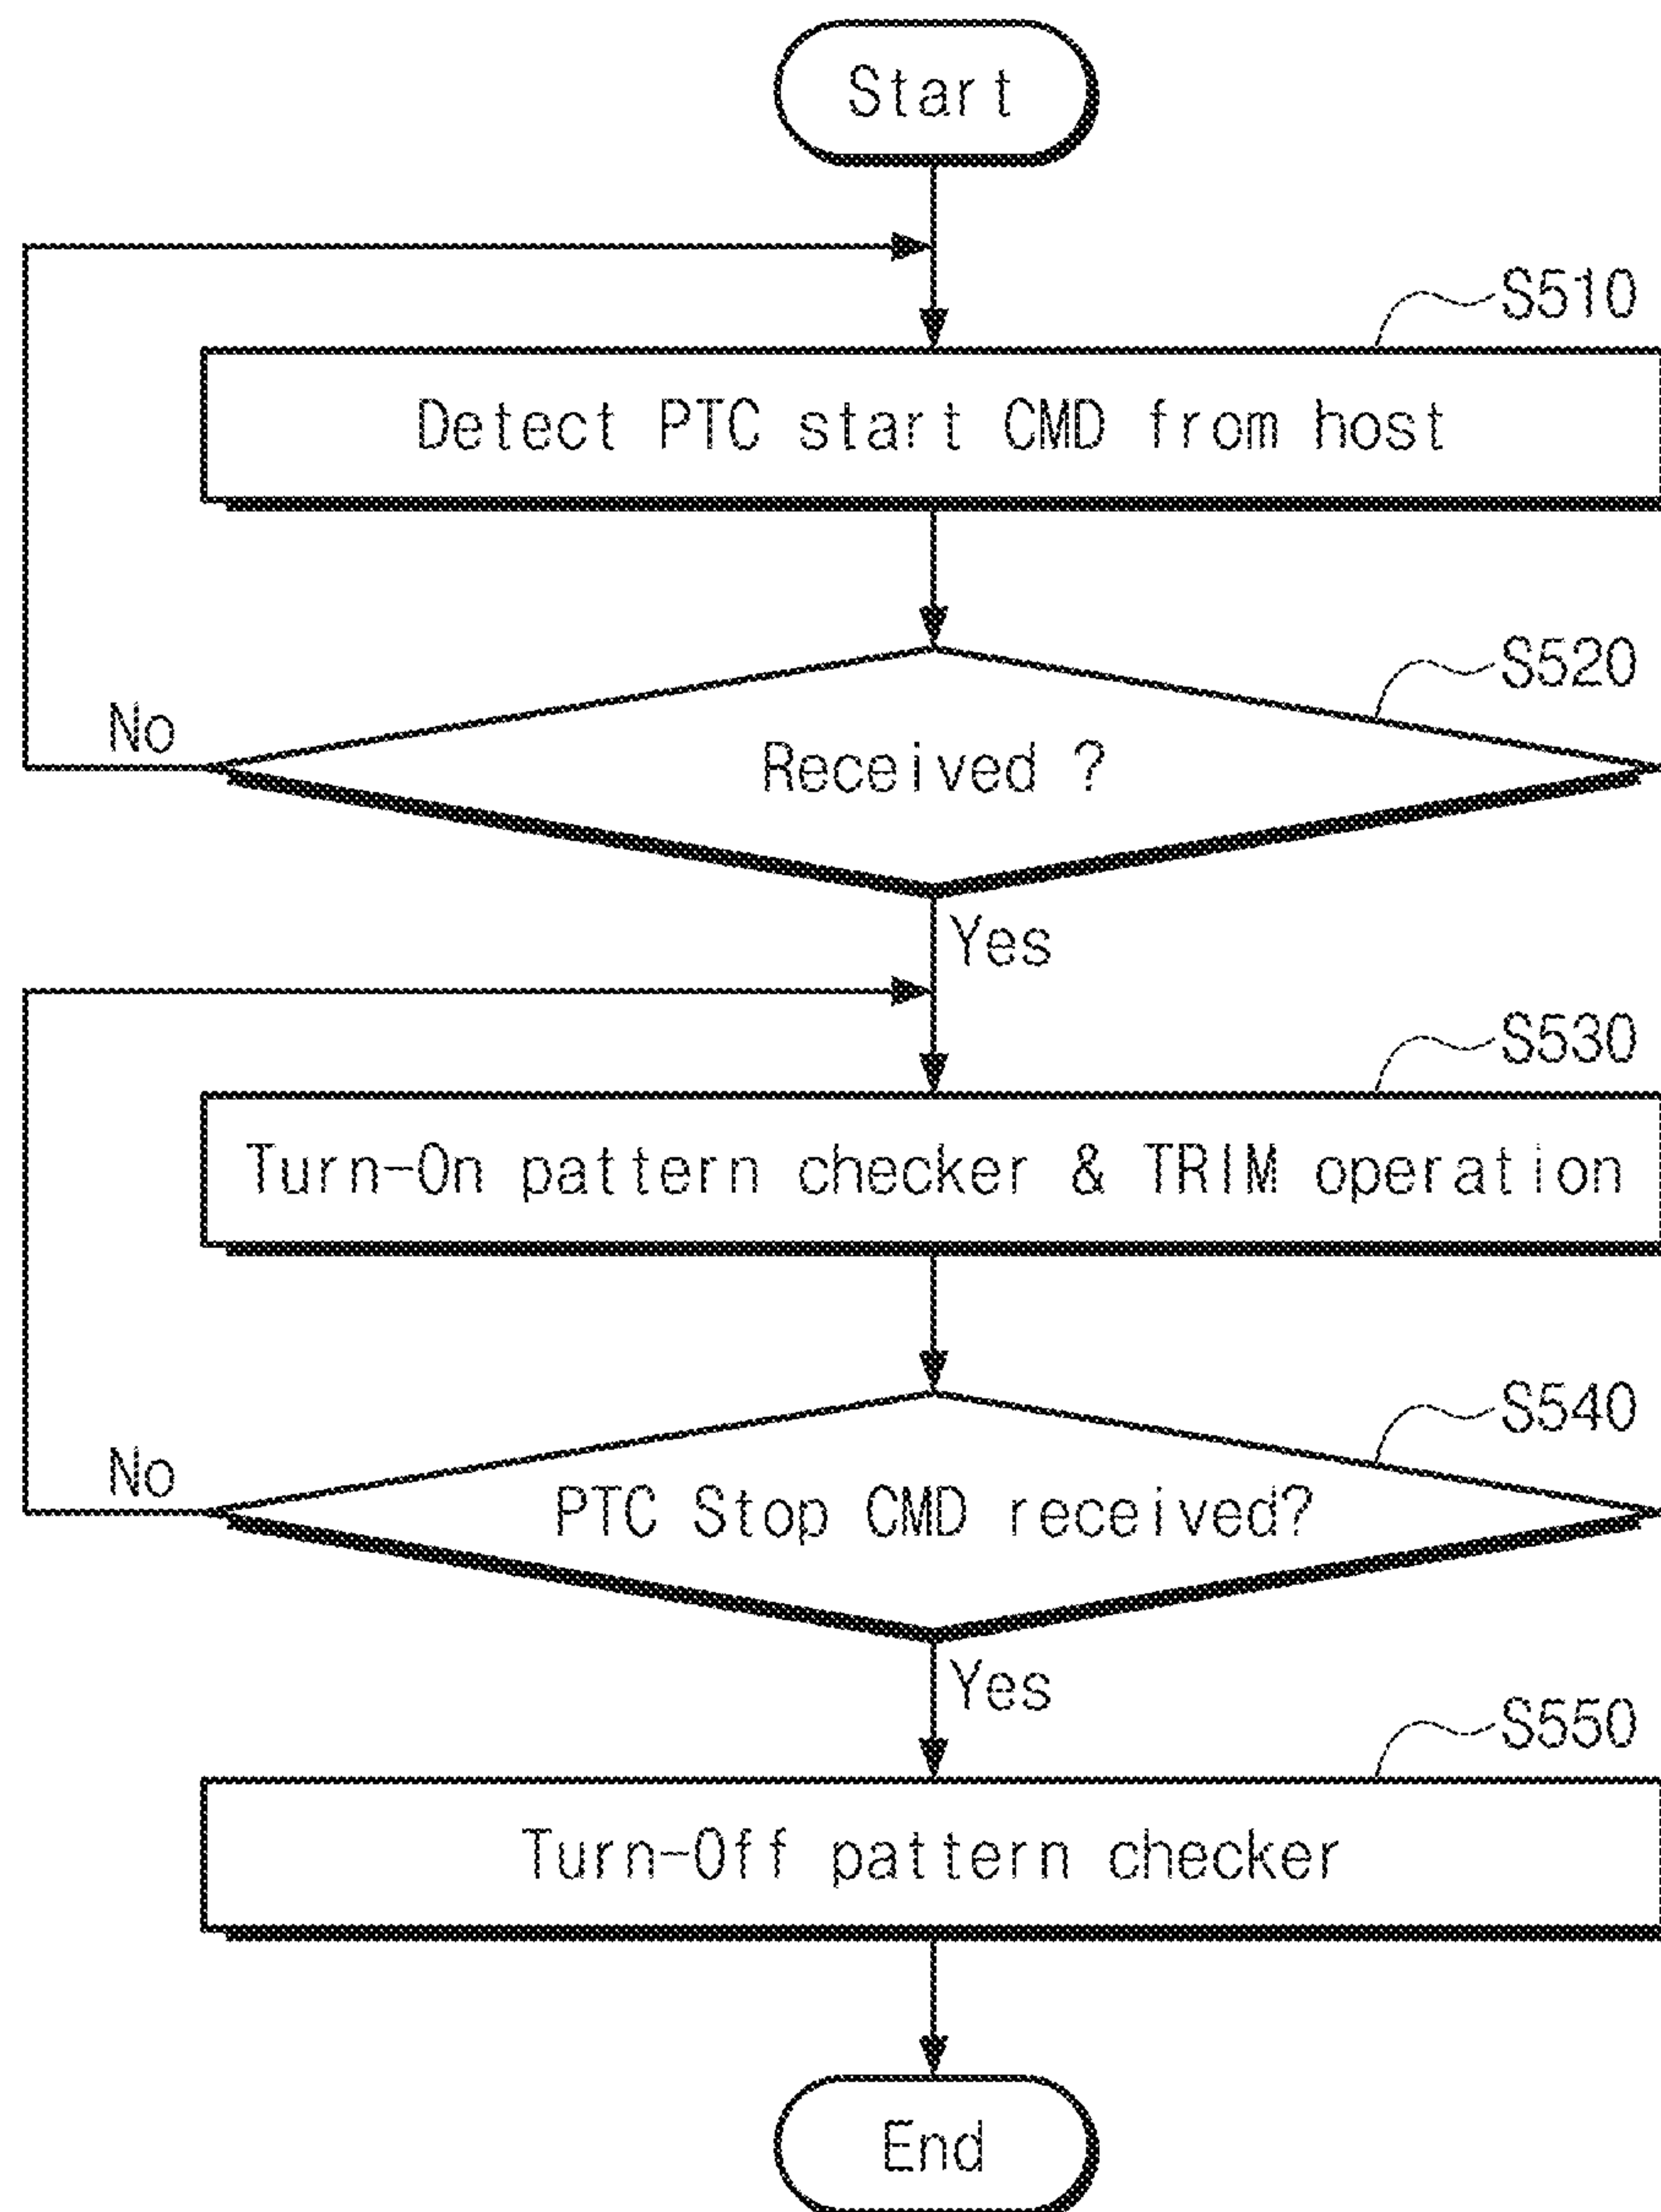 Start
S510
Detect PTC start CMD from host
S520
Received ?
No
Yes
S530
Turn-On pattern checker & TRIM operation
S540
PTC Stop CMD received?
No
Yes
S550
Turn-Off pattern checker
End